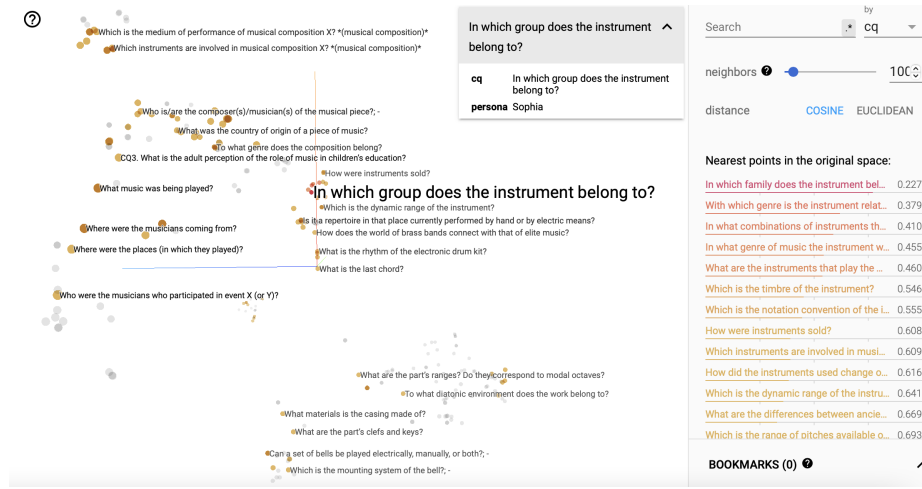 Which is the medium of performance of musical composition X? *(musical composition)*
Which instruments are involved in musical composition X? *(musical composition)*
Who is/are the composer(s)/musician(s) of the musical piece?; -
What was the country of origin of a piece of music?
To what genre does the composition belong?
CQ3. What is the adult perception of the role of music in children's education?
How were instruments sold?
What music was being played?
In which group does the instrument belong to?
Which is the dynamic range of the instrument?
Is it a repertoire in that place currently performed by hand or by electric means?
Where were the musicians coming from?
How does the world of brass bands connect with that of elite music?
Where were the places (in which they played)?
What is the rhythm of the electronic drum kit?
What is the last chord?
Who were the musicians who participated in event X (or Y)?
What are the part's ranges? Do they correspond to modal octaves?
To what diatonic environment does the work belong to?
What materials is the casing made of?
What are the part's clefs and keys?
Can a set of bells be played electrically, manually, or both?; -
Which is the mounting system of the bell?; -
In which group does the instrument
belong to?
cq In which group does the instrument
belong to?
persona Sophia
by
Search .* cq
neighbors 100
distance COSINE EUCLIDEAN
Nearest points in the original space:
In which family does the instrument bel... 0.227
With which genre is the instrument relat... 0.379
In what combinations of instruments th... 0.410
In what genre of music the instrument w... 0.455
What are the instruments that play the ... 0.460
Which is the timbre of the instrument? 0.546
Which is the notation convention of the i... 0.555
How were instruments sold? 0.608
Which instruments are involved in musi... 0.609
How did the instruments used change o... 0.616
Which is the dynamic range of the instru... 0.641
What are the differences between ancie... 0.669
Which is the range of pitches available o... 0.693
BOOKMARKS (0)